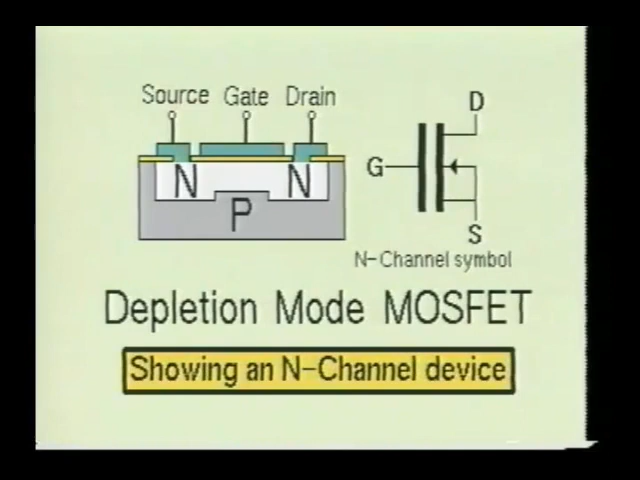 Source Gate Drain
N N
P
D
G
S
N-Channel symbol
Depletion Mode MOSFET
Showing an N-Channel device